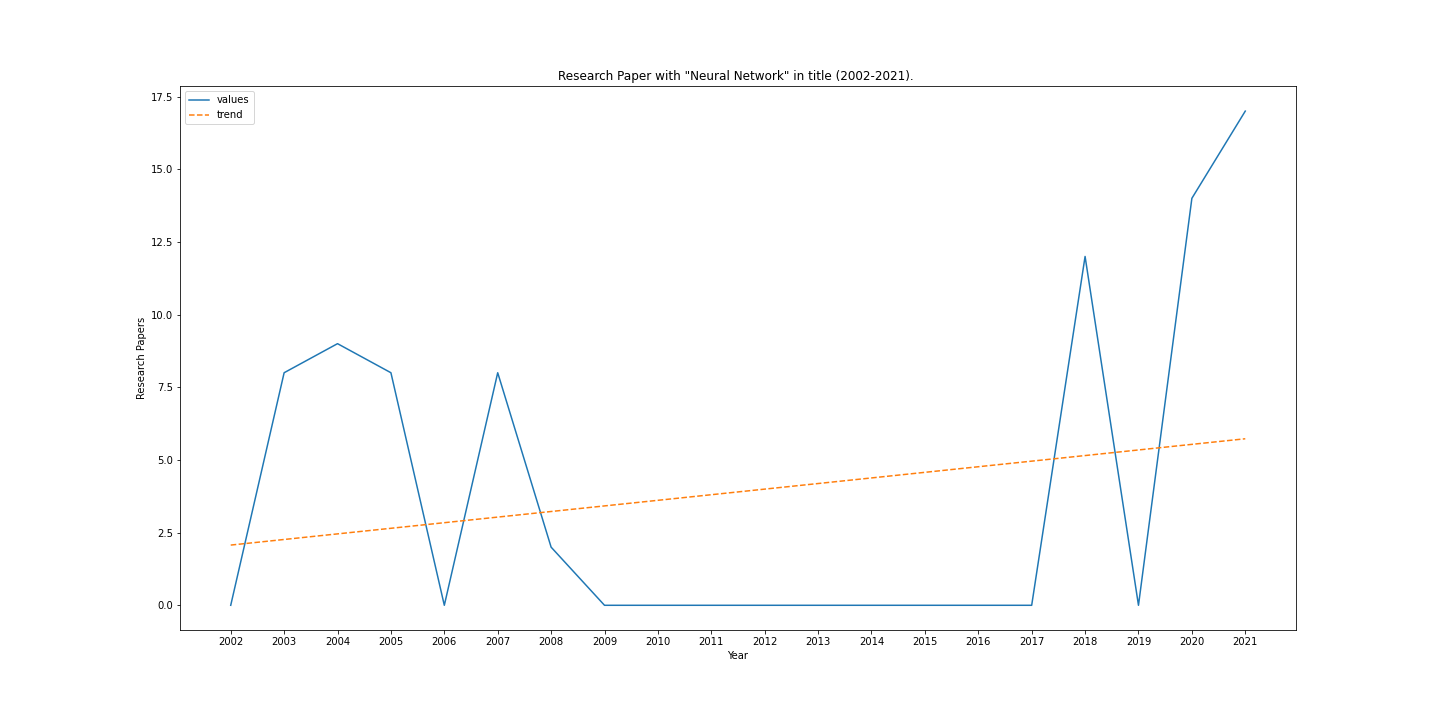 Research Paper with "Neural Network" in title (2002-2021).
values
trend
17.5
15.0
12.5
10.0
7.5
5.0
2.5
0.0
Research Papers
2002 2003 2004 2005 2006 2007 2008 2009 2010 2011 2012 2013 2014 2015 2016 2017 2018 2019 2020 2021
Year